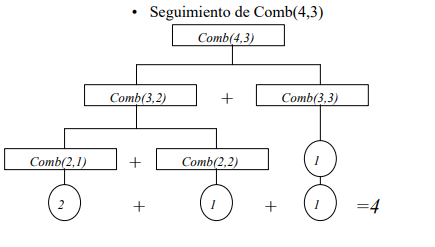 • Seguimiento de Comb(4,3)
Comb(4,3)
Comb(3,2) + Comb(3,3)
Comb(2,1) + Comb(2,2) 1
2 + 1 + 1 =4